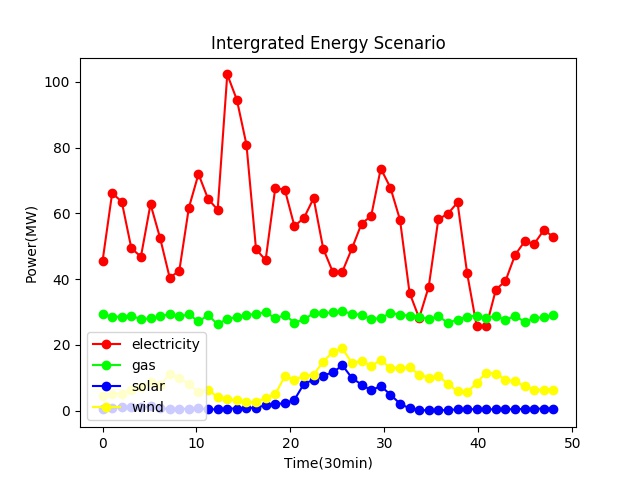 Intergrated Energy Scenario
100
80
60
40
20
0
Power(MW)
electricity
gas
solar
wind
0 10 20 30 40 50
Time(30min)